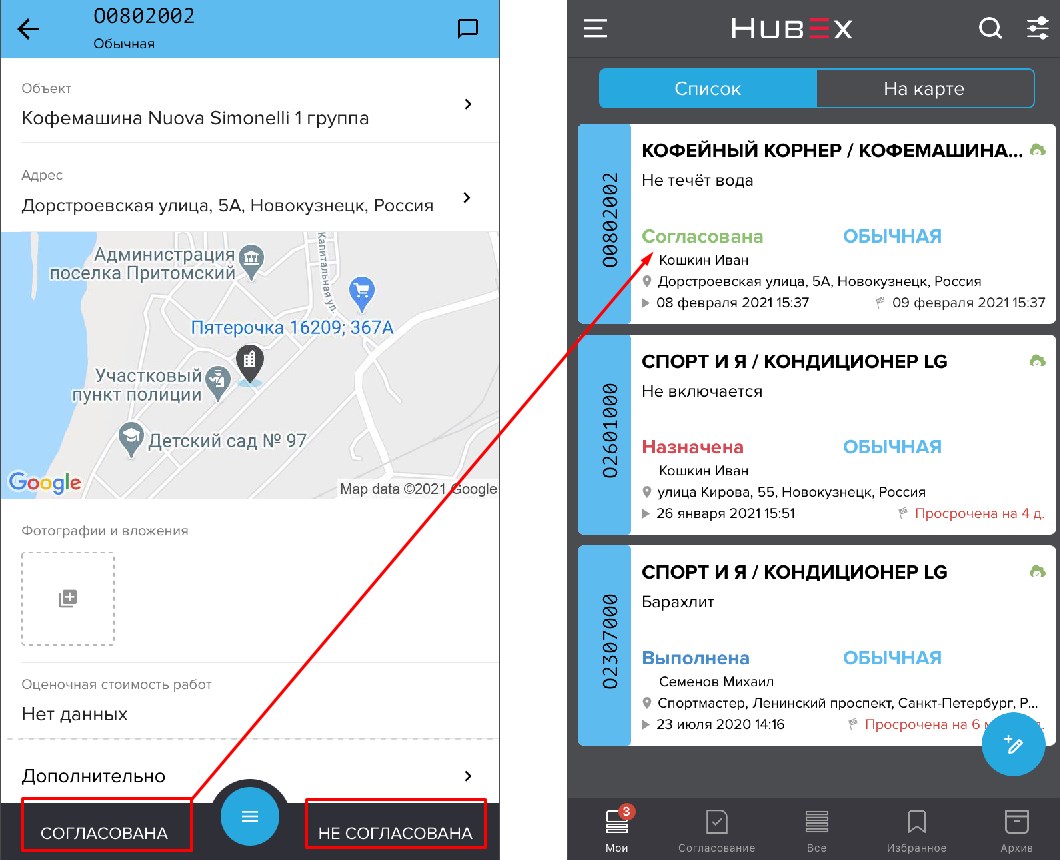 O0802002
Обычная
Объект
Кофемашина Nuova Simonelli 1 группа
Адрес
Дорстроевская улица, 5А, Новокузнецк, Россия
Администрация
поселка Притомский
Капитальная ул.
Пятерочка 16209; 367А
Участковый
пункт полиции
Детский сад № 97
Google
Map data ©2021 Google
Фотографии и вложения
Оценочная стоимость работ
Нет данных
Дополнительно
СОГЛАСОВАНА
НЕ СОГЛАСОВАНА
HUBEX
Список
На карте
O0802002
КОФЕЙНЫЙ КОРНЕР / КОФЕМАШИНА...
Не течёт вода
Согласована ОБЫЧНАЯ
Кошкин Иван
Дорстроевская улица, 5А, Новокузнецк, Россия
08 февраля 2021 15:37 09 февраля 2021 15:37
O2601000
СПОРТ И Я / КОНДИЦИОНЕР LG
Не включается
Назначена ОБЫЧНАЯ
Кошкин Иван
улица Кирова, 55, Новокузнецк, Россия
26 января 2021 15:51 Просрочена на 4 д.
O2307000
СПОРТ И Я / КОНДИЦИОНЕР LG
Барахлит
Выполнена ОБЫЧНАЯ
Семенов Михаил
Спортмастер, Ленинский проспект, Санкт-Петербург, Р...
23 июля 2020 14:16 Просрочена на 6
3
Мои
Согласование
Все
Избранное
Архив